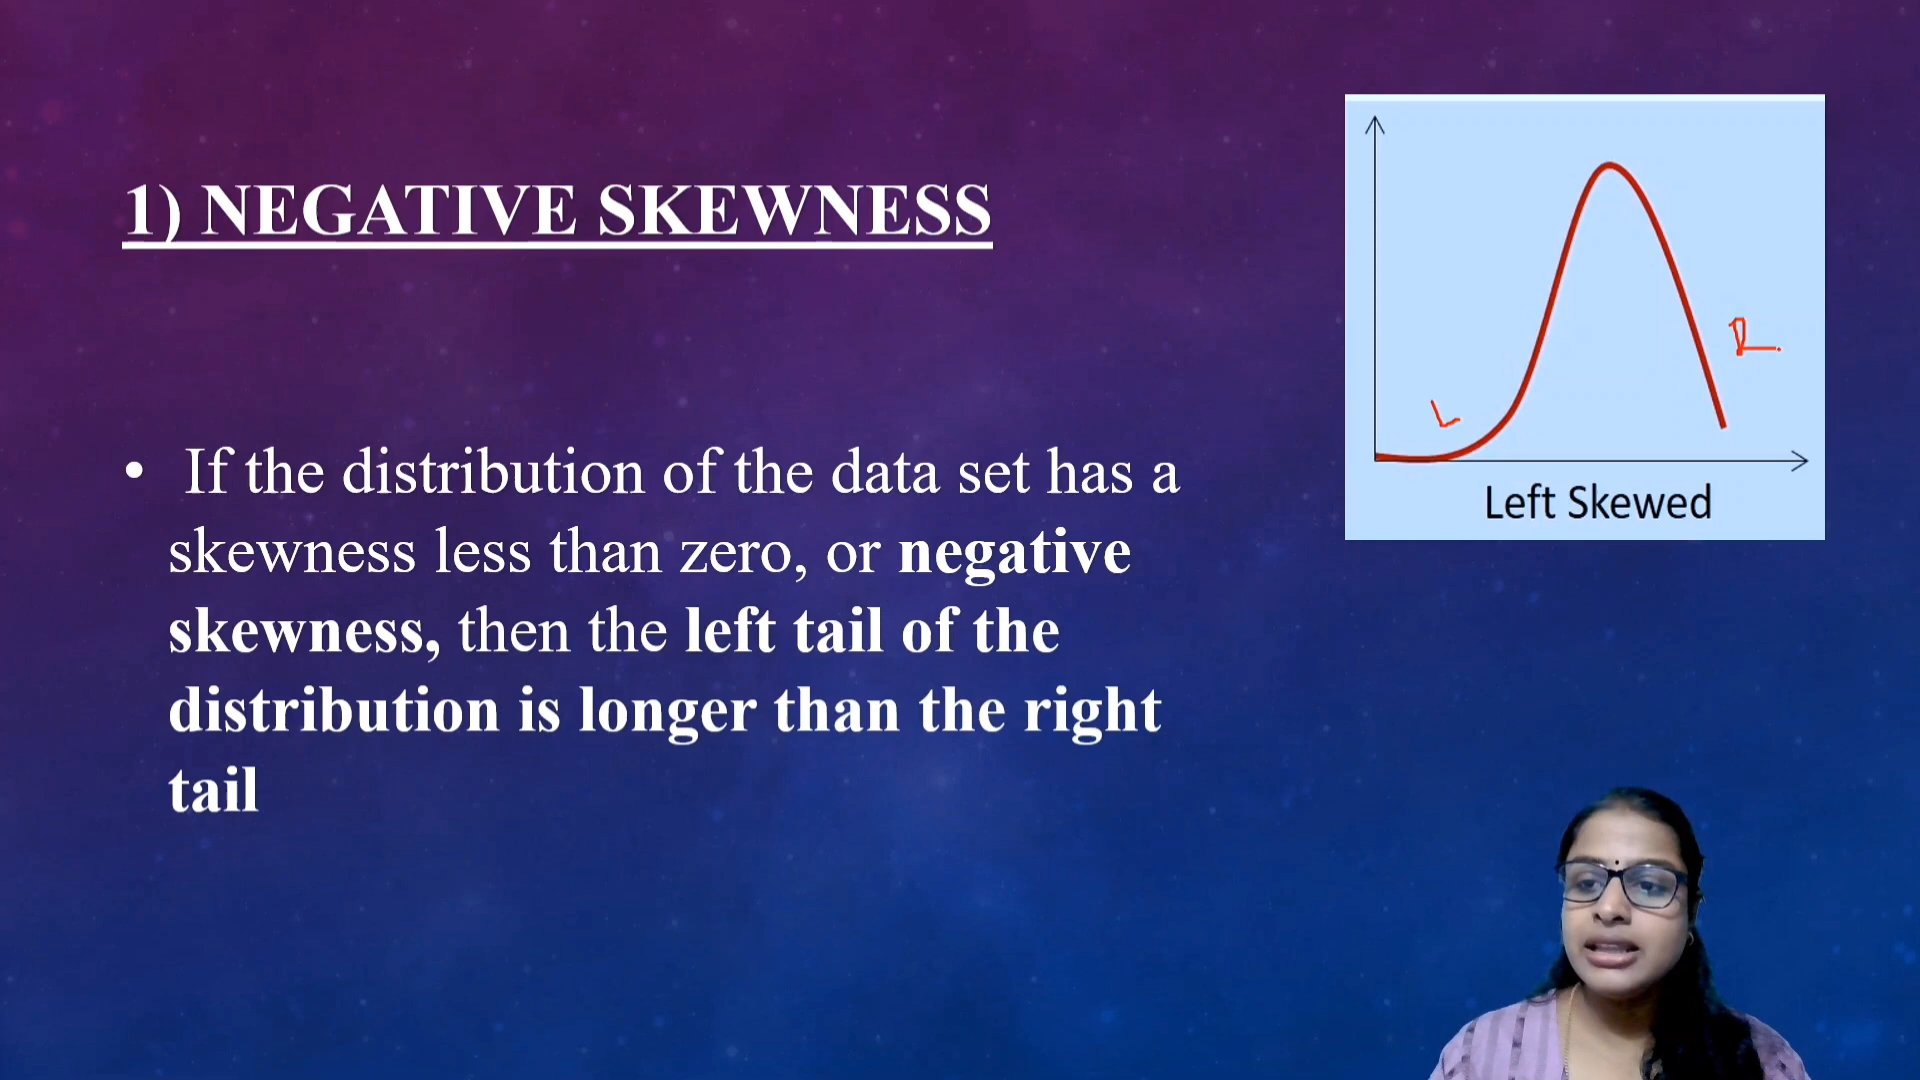 1) NEGATIVE SKEWNESS
• If the distribution of the data set has a
skewness less than zero, or negative
skewness, then the left tail of the
distribution is longer than the right
tail
R
L
Left Skewed